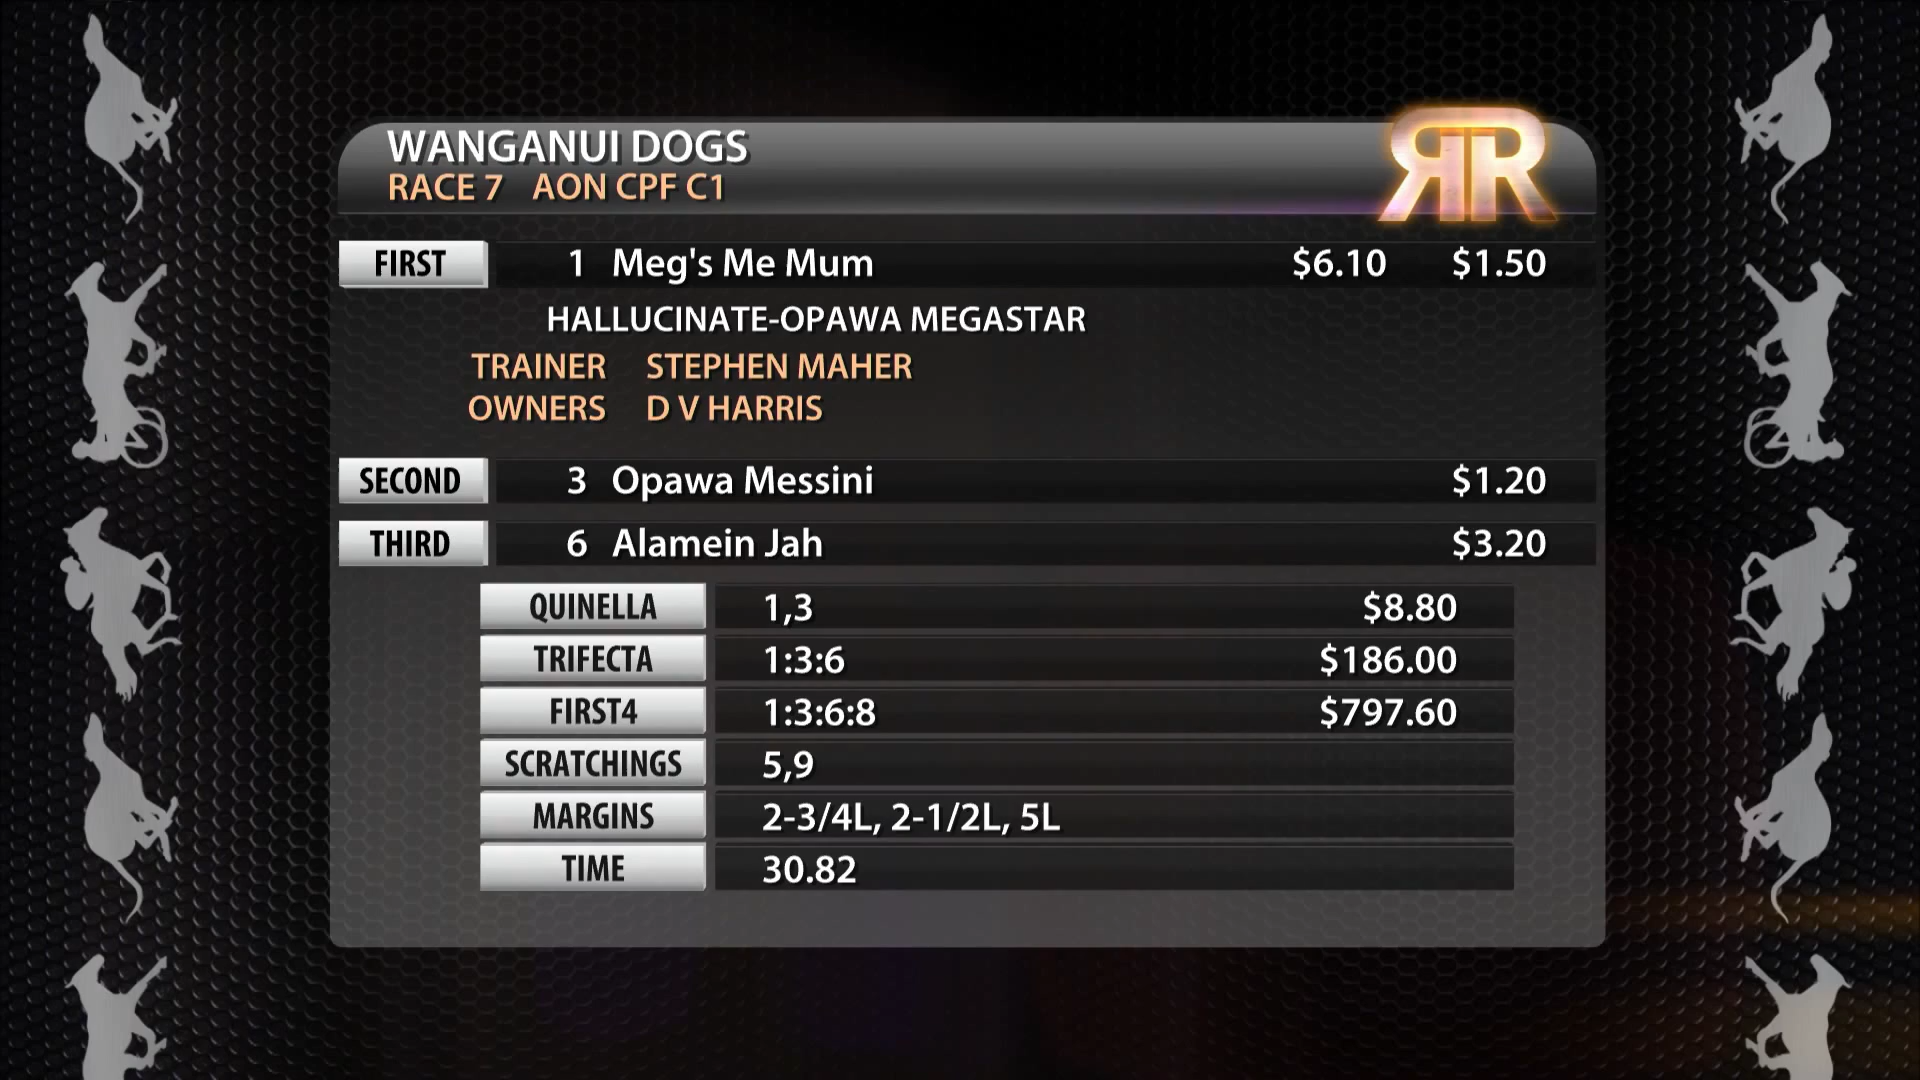 WANGANUI DOGS
RACE 7 AON CPF C1
RR
FIRST 1 Meg's Me Mum $6.10 $1.50
HALLUCINATE-OPAWA MEGASTAR
TRAINER STEPHEN MAHER
OWNERS D V HARRIS
SECOND 3 Opawa Messini $1.20
THIRD 6 Alamein Jah $3.20
QUINELLA 1,3 $8.80
TRIFECTA 1:3:6 $186.00
FIRST4 1:3:6:8 $797.60
SCRATCHINGS 5,9
MARGINS 2-3/4L, 2-1/2L, 5L
TIME 30.82